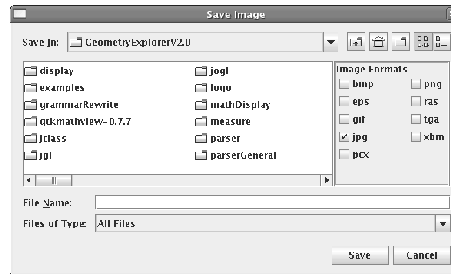 Save Image
Save In: GeometryExplorerV2.0
display
examples
grammarRewrite
gtkmathview-0.7.7
jclass
jgl
jogl
logo
mathDisplay
measure
parser
parserGeneral
Image Formats
bmp png
eps ras
gif tga
jpg xbm
pcx
File Name:
Files of Type: All Files
Save Cancel